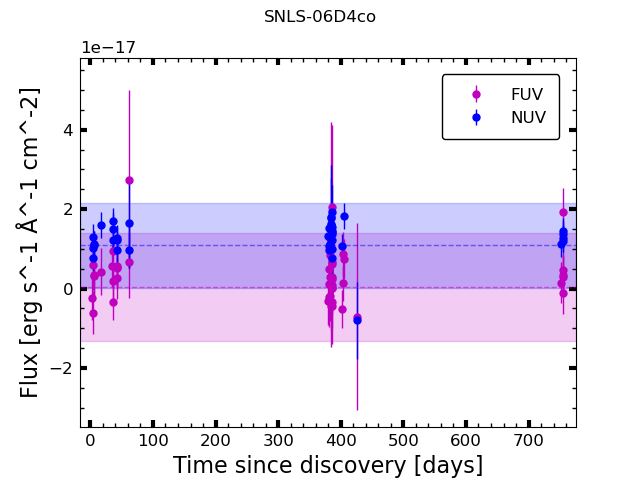 SNLS-06D4co
1e−17
FUV
NUV
4
2
0
−2
Flux [erg s^-1 Å^-1 cm^-2]
0 100 200 300 400 500 600 700
Time since discovery [days]